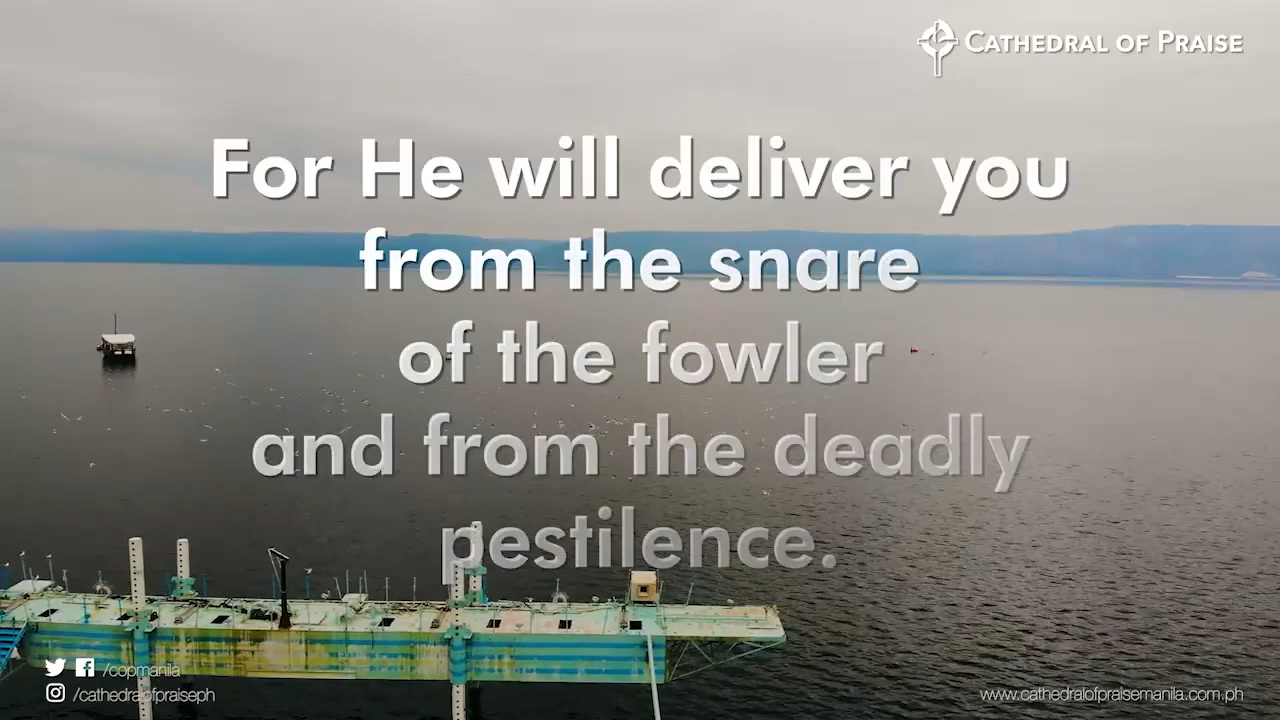 CATHEDRAL OF PRAISE
For He will deliver you
from the snare
of the fowler
and from the deadly
pestilence.
/copmanila
/cathedralofpraiseph
www.cathedralofpraisemanila.com.ph